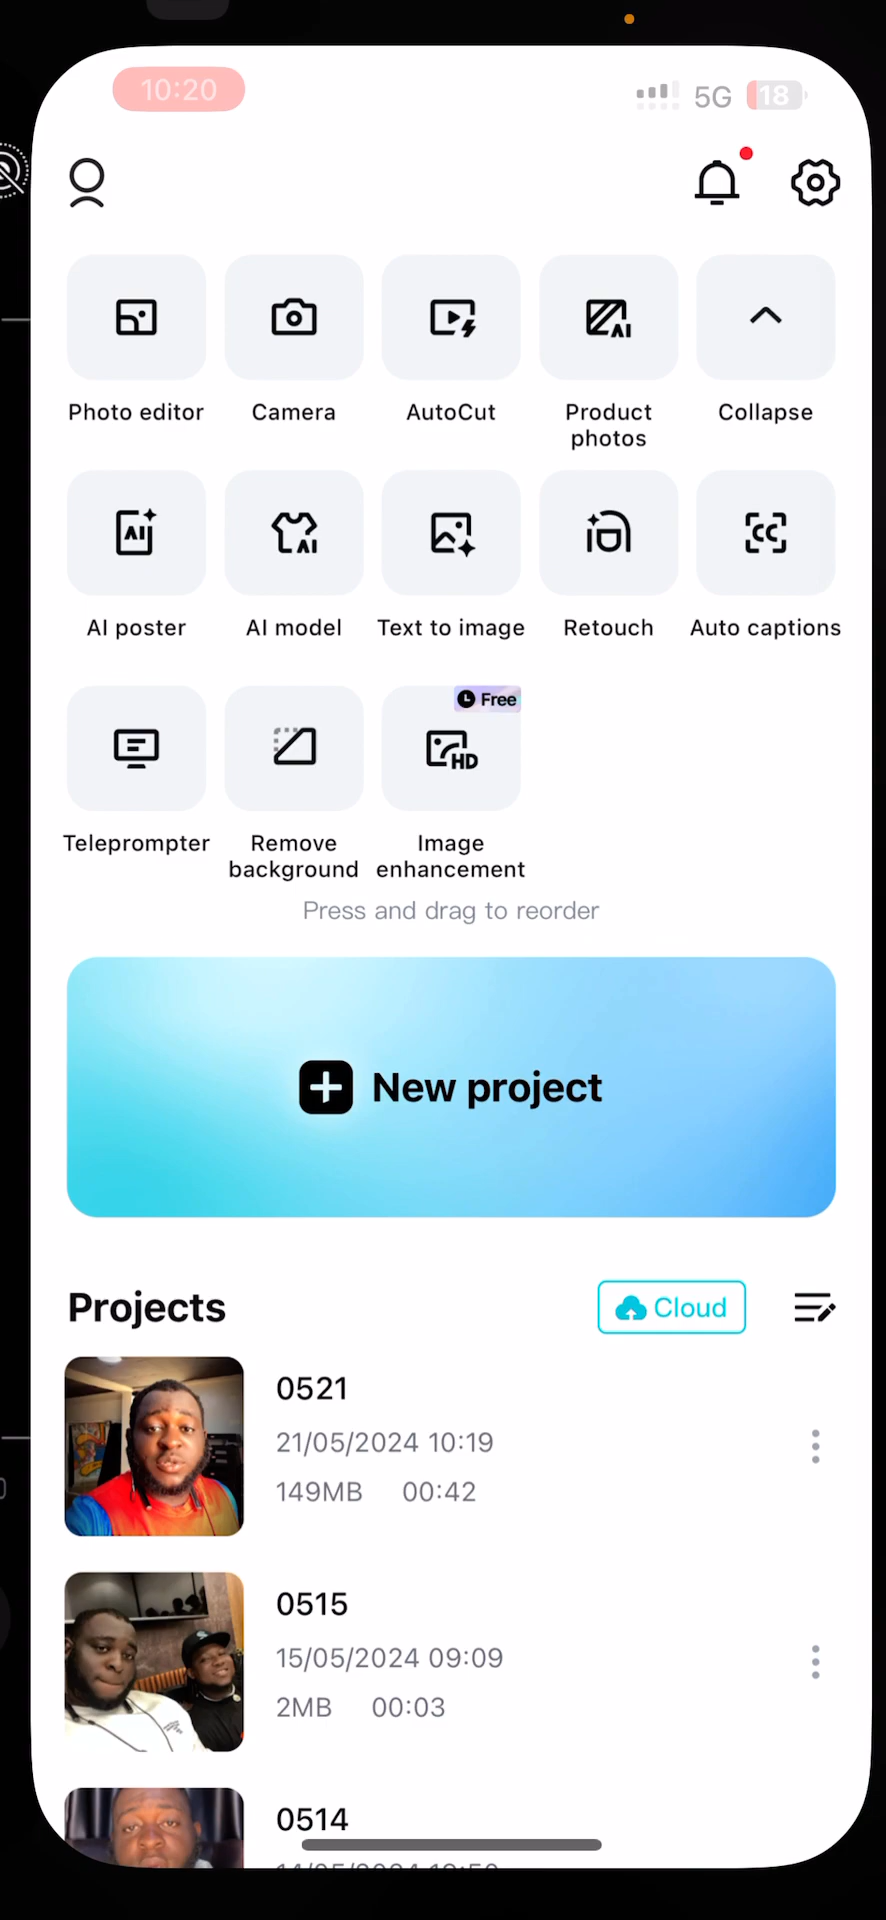 10:20
5G 18
Photo editor
Camera
AutoCut
Product
photos
Collapse
AI
AI poster
AI model
Text to image
Retouch
Auto captions
Free
Teleprompter
Remove
background
Image
enhancement
Press and drag to reorder
New project
Projects
Cloud
0521
21/05/2024 10:19
149MB 00:42
0515
15/05/2024 09:09
2MB 00:03
0514